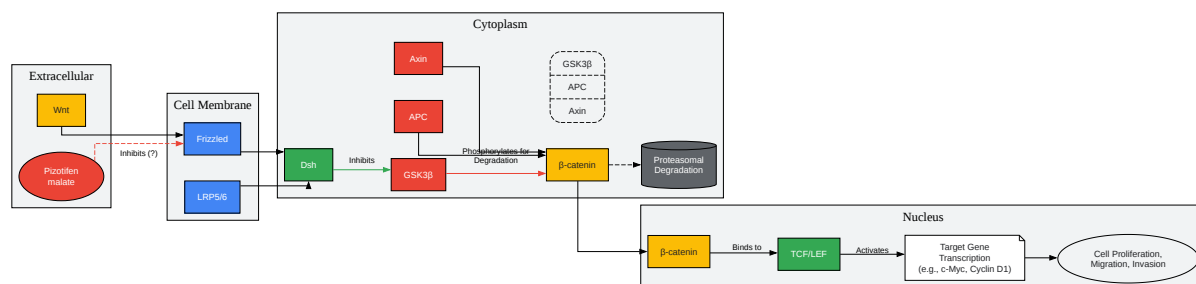 Extracellular
Wnt
Pizotifen
malate
Inhibits (?)
Cell Membrane
Frizzled
LRP5/6
Cytoplasm
Axin
APC
Dsh
Inhibits
GSK3β
Phosphorylates for
Degradation
GSK3β
APC
Axin
β-catenin
Proteasomal
Degradation
Nucleus
β-catenin
Binds to
TCF/LEF
Activates
Target Gene
Transcription
(e.g., c-Myc, Cyclin D1)
Cell Proliferation,
Migration, Invasion